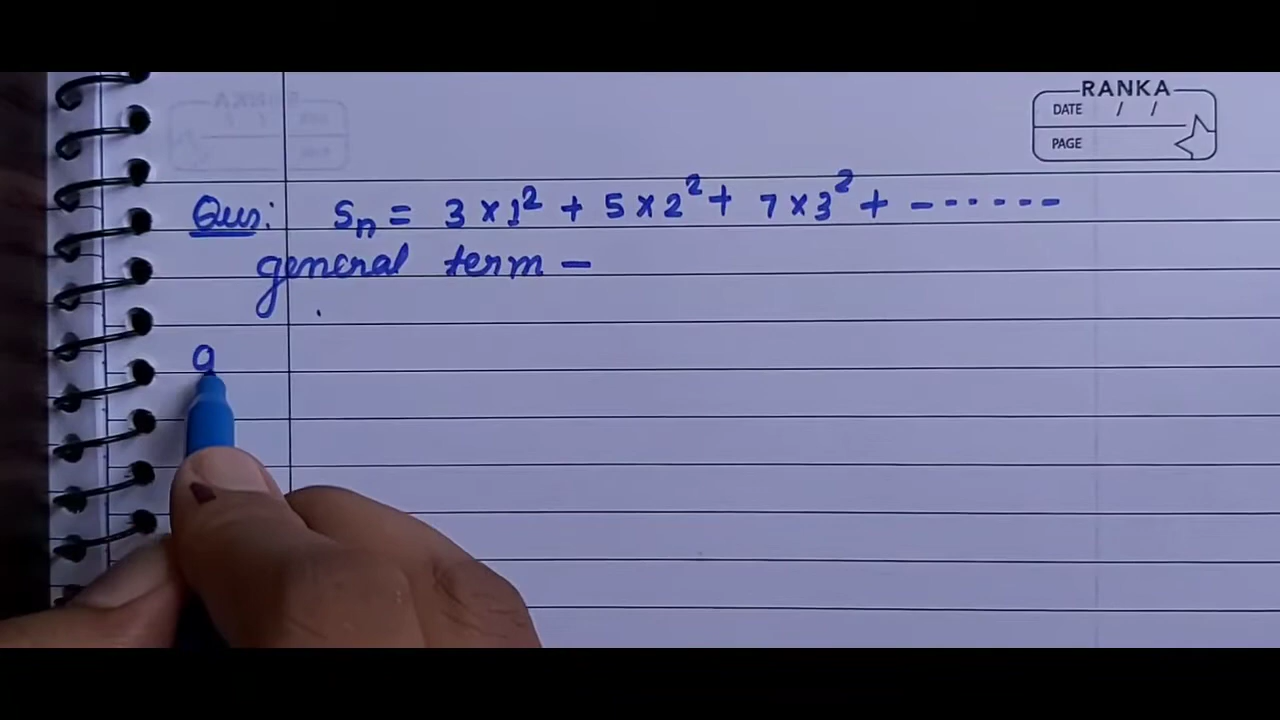 RANKA
DATE / /
PAGE
Qus: Sn = 3 × 1² + 5 × 2² + 7 × 3² + - - - - - - -
general term –
a